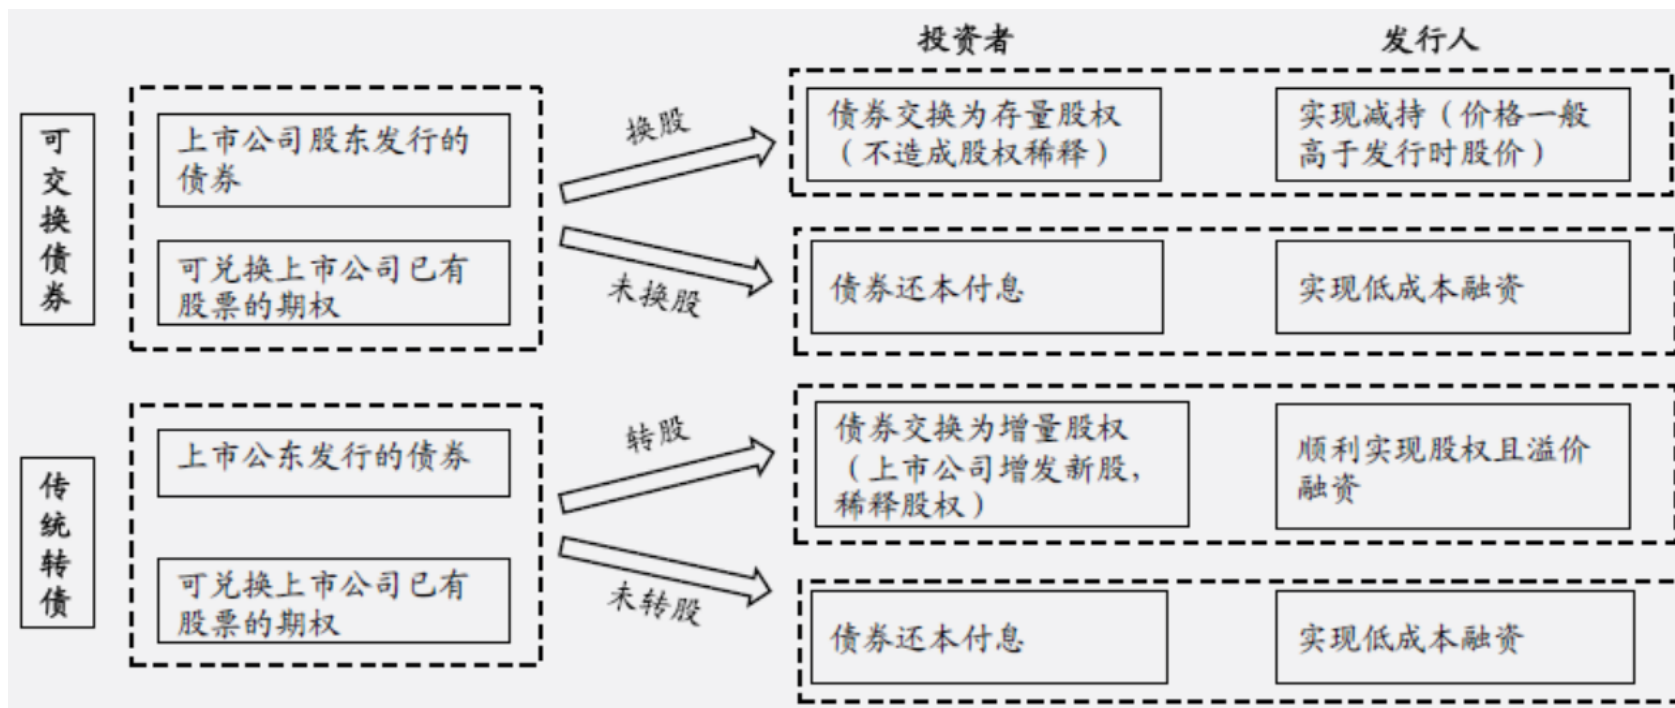 投资者
发行人
可交换债券
上市公司股东发行的
债券
可兑换上市公司已有
股票的期权
换股
未换股
债券交换为存量股权
（不造成股权稀释）
实现减持（价格一般
高于发行时股价）
债券还本付息
实现低成本融资
传统转债
上市公东发行的债券
可兑换上市公司已有
股票的期权
转股
未转股
债券交换为增量股权
（上市公司增发新股，
稀释股权）
顺利实现股权且溢价
融资
债券还本付息
实现低成本融资